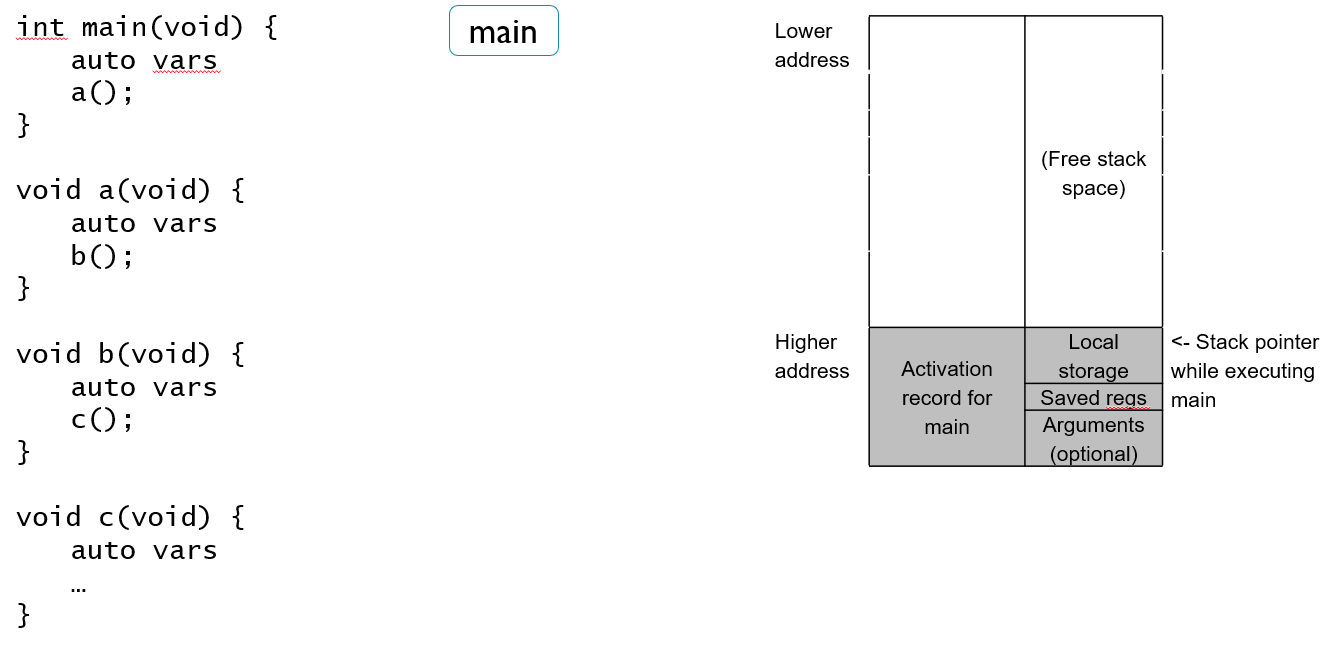 int main(void) {
auto vars
a();
}
void a(void) {
auto vars
b();
}
void b(void) {
auto vars
c();
}
void c(void) {
auto vars
…
}
main
Lower
address
(Free stack
space)
Higher
address
Activation
record for
main
Local
storage
Saved regs
Arguments
(optional)
<- Stack pointer
while executing
main